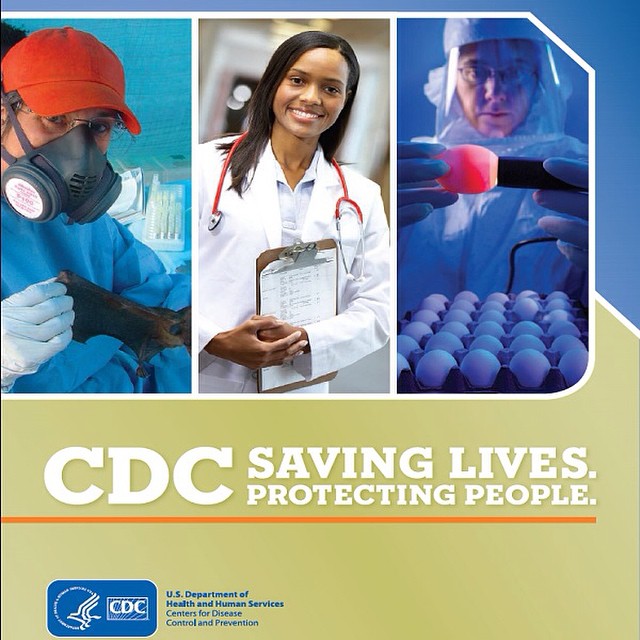 CDC SAVING LIVES.
PROTECTING PEOPLE.
CDC
U.S. Department of
Health and Human Services
Centers for Disease
Control and Prevention